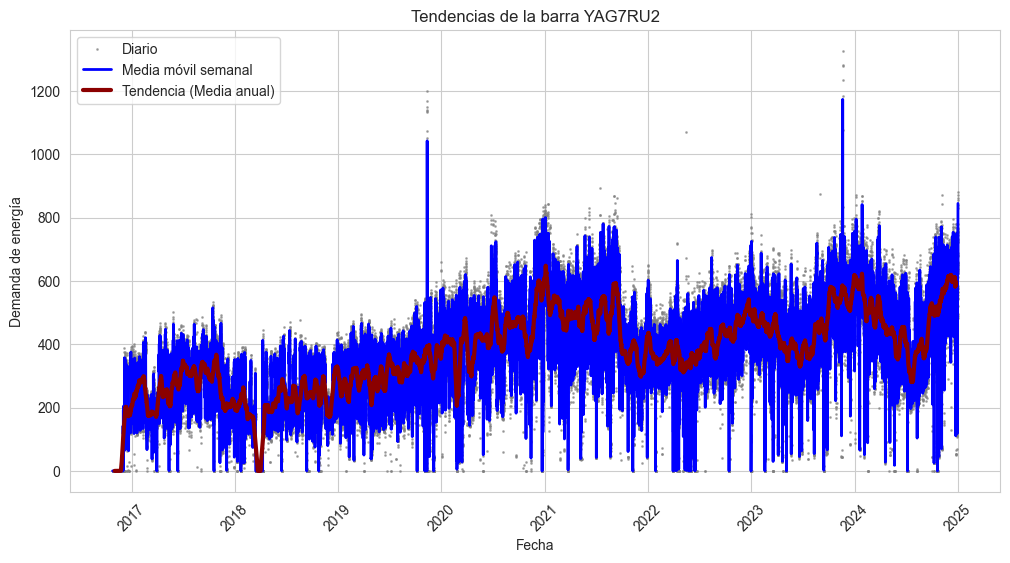 Tendencias de la barra YAG7RU2
Diario
Media móvil semanal
Tendencia (Media anual)
Demanda de energía
1200
1000
800
600
400
200
0
2017
2018
2019
2020
2021
2022
2023
2024
2025
Fecha